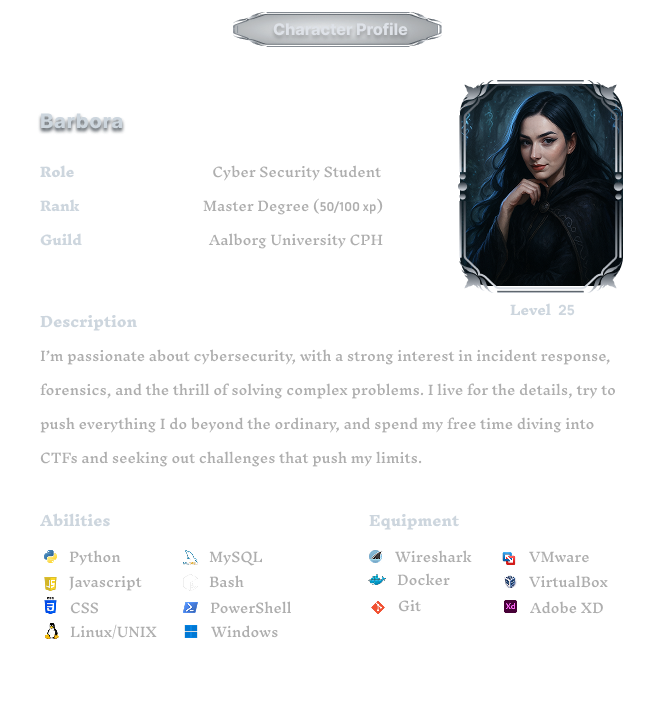 Character Profile
Barbora
Role Cyber Security Student
Rank Master Degree (50/100 xp)
Guild Aalborg University CPH
Level 25
Description
I'm passionate about cybersecurity, with a strong interest in incident response,
forensics, and the thrill of solving complex problems. I live for the details, try to
push everything I do beyond the ordinary, and spend my free time diving into
CTFs and seeking out challenges that push my limits.
Abilities
Python MySQL
Javascript Bash
CSS PowerShell
Linux/UNIX Windows
Equipment
Wireshark VMware
Docker VirtualBox
Git Xd Adobe XD